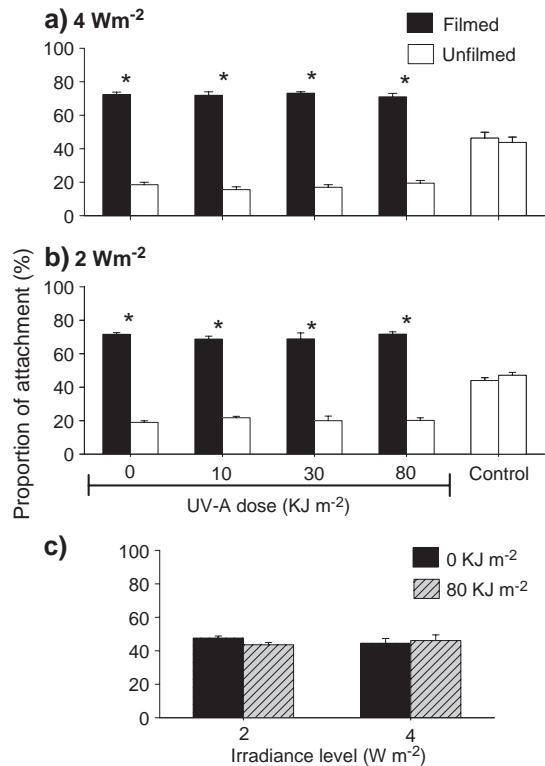 a) 4 Wm-2
Filmed
Unfilmed
100
80
60
40
20
0
b) 2 Wm-2
100
80
60
40
20
0
Proportion of attachment (%)
* * * *
* * * *
0 10 30 80 Control
UV-A dose (KJ m-2)
c)
0 KJ m-2
80 KJ m-2
100
80
60
40
20
0
2 4
Irradiance level (W m-2)